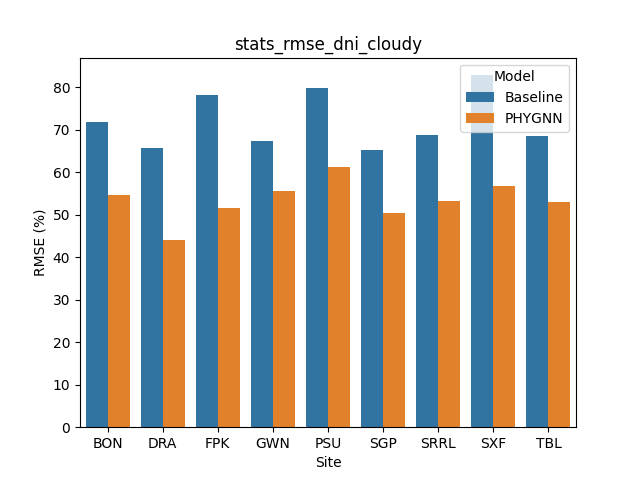 stats_rmse_dni_cloudy
Model
Baseline
PHYGNN
RMSE (%)
80
70
60
50
40
30
20
10
0
BON DRA FPK GWN PSU SGP SRRL SXF TBL
Site